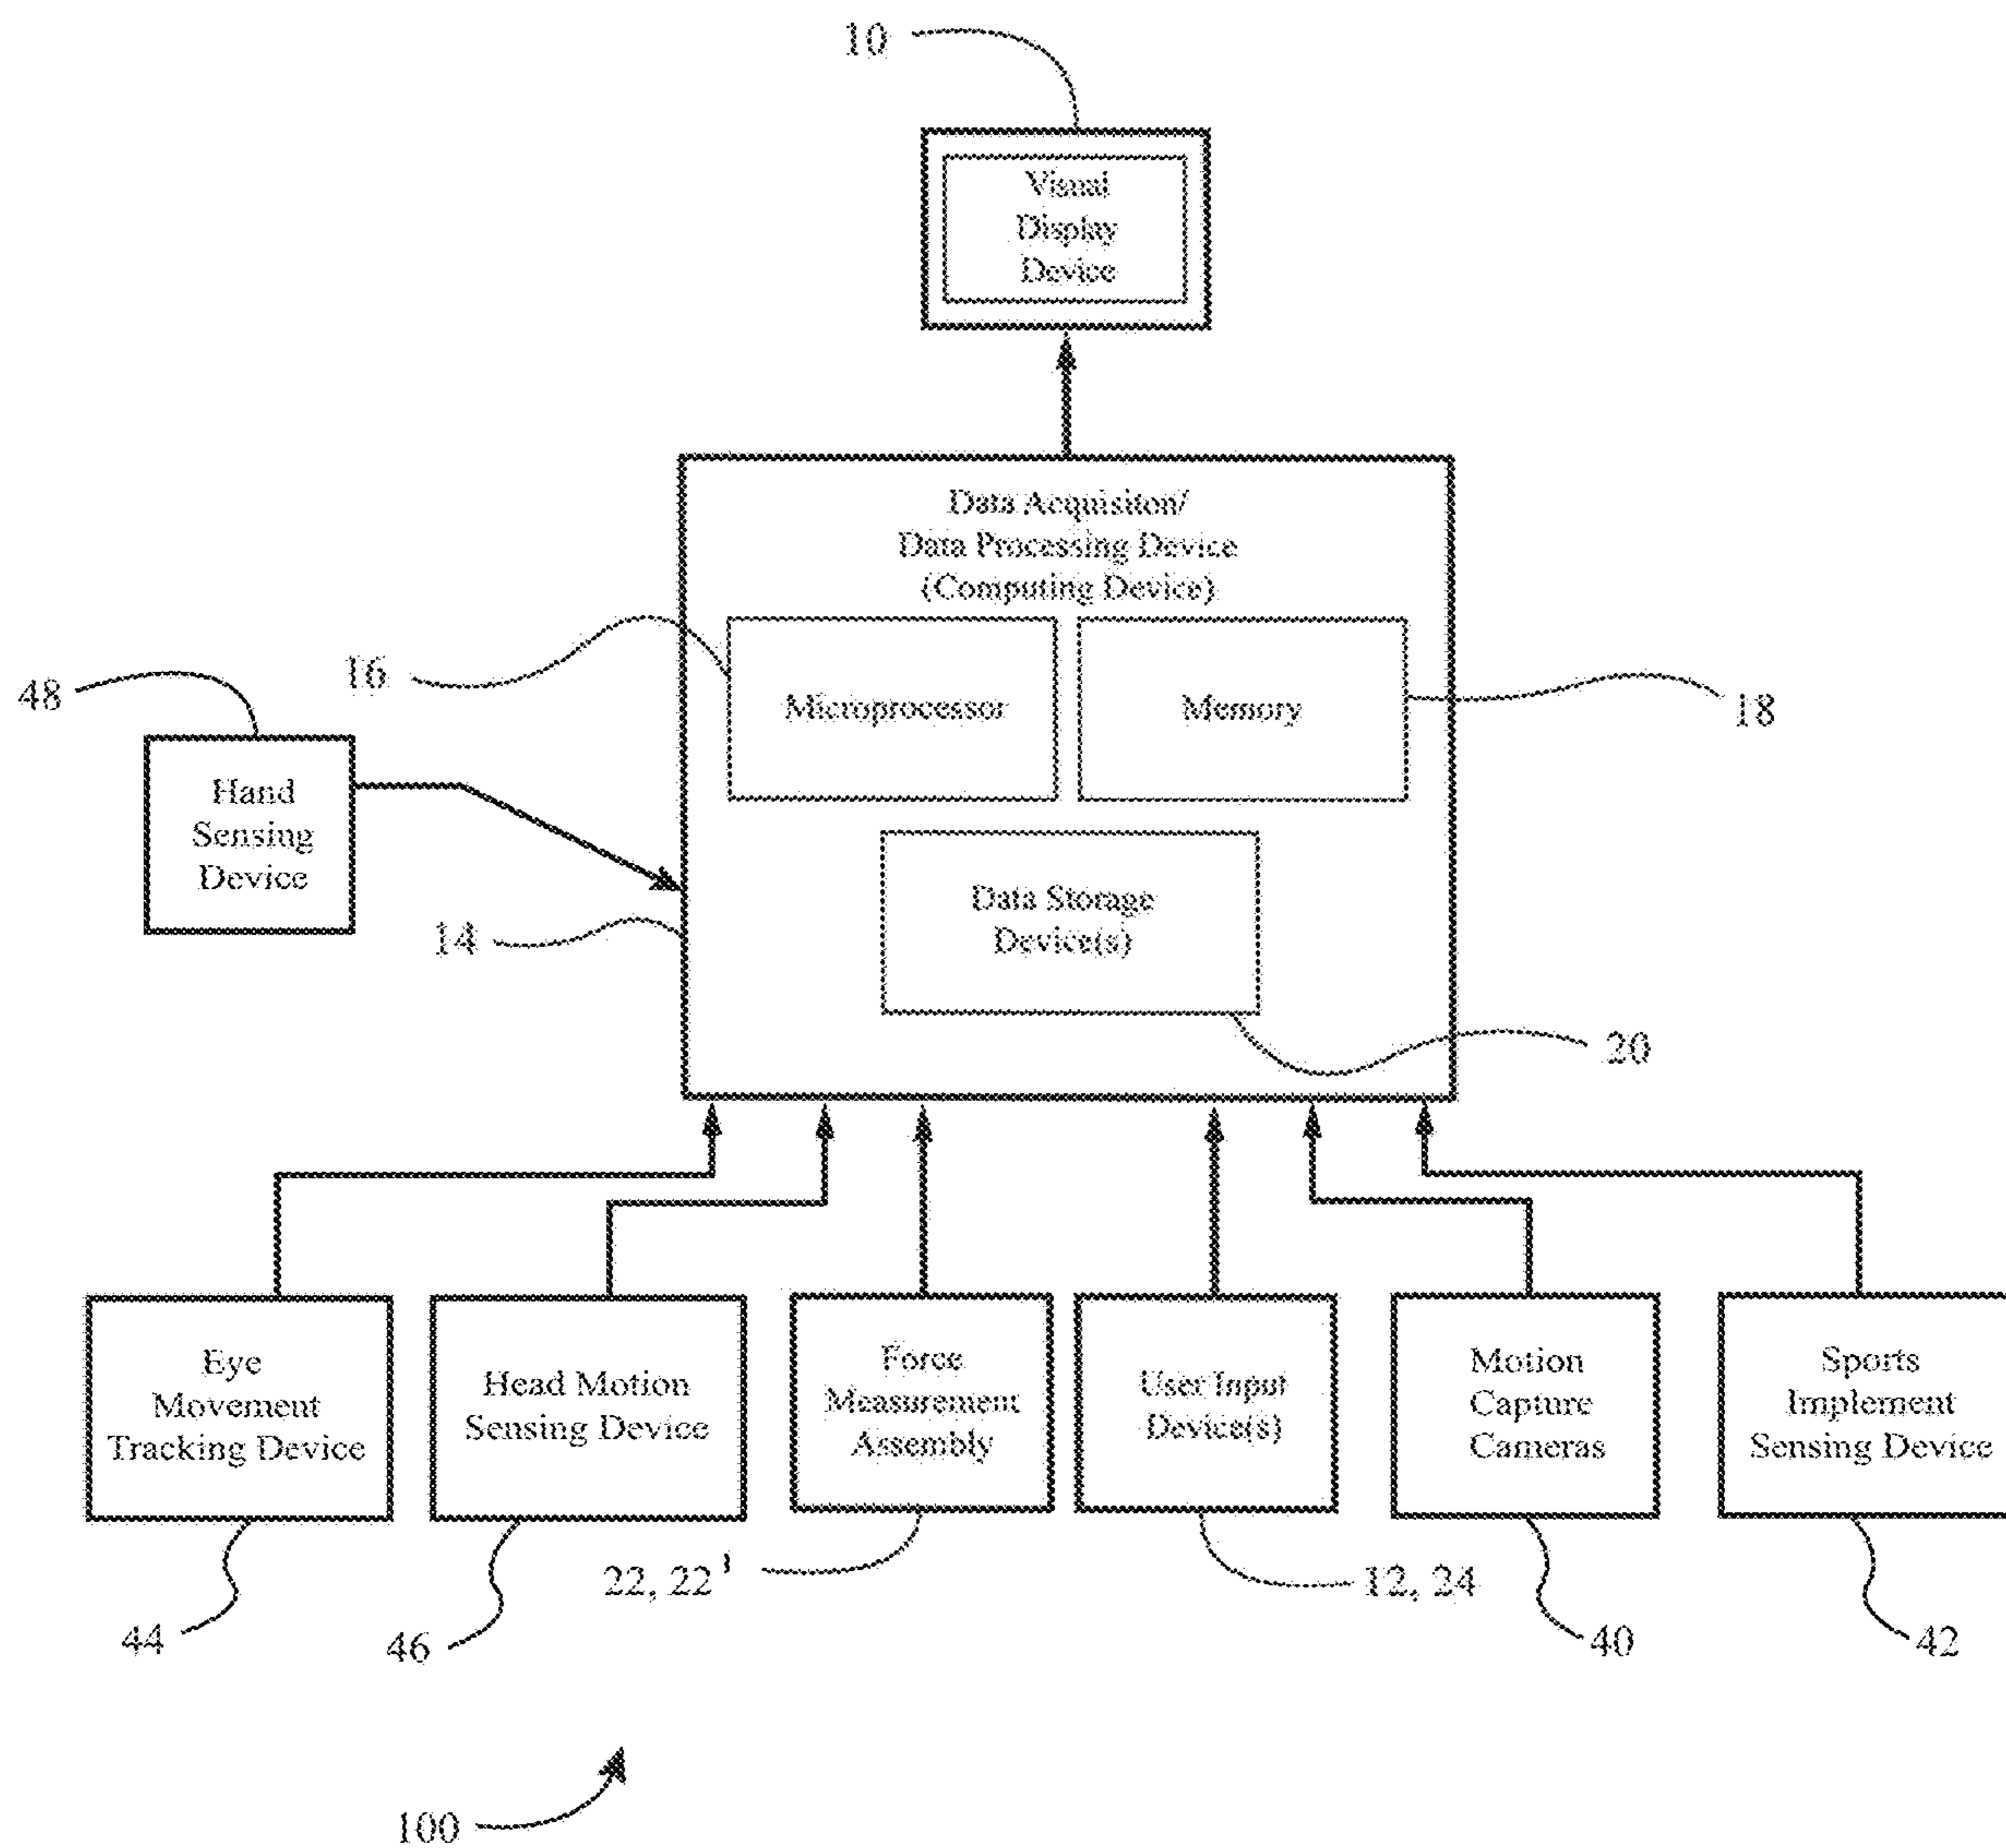 10
Visual
Display
Device
Data Acquisiton/
Data Processing Device
(Computing Device)
16
Microprocessor
Memory
18
48
Hand
Sensing
Device
14
Data Storage
Device(s)
20
Eye
Movement
Tracking Device
Head Motion
Sensing Device
Force
Measurement
Assembly
User Input
Device(s)
Motion
Capture
Cameras
Sports
Implement
Sensing Device
44
46
22, 22'
12, 24
40
42
100